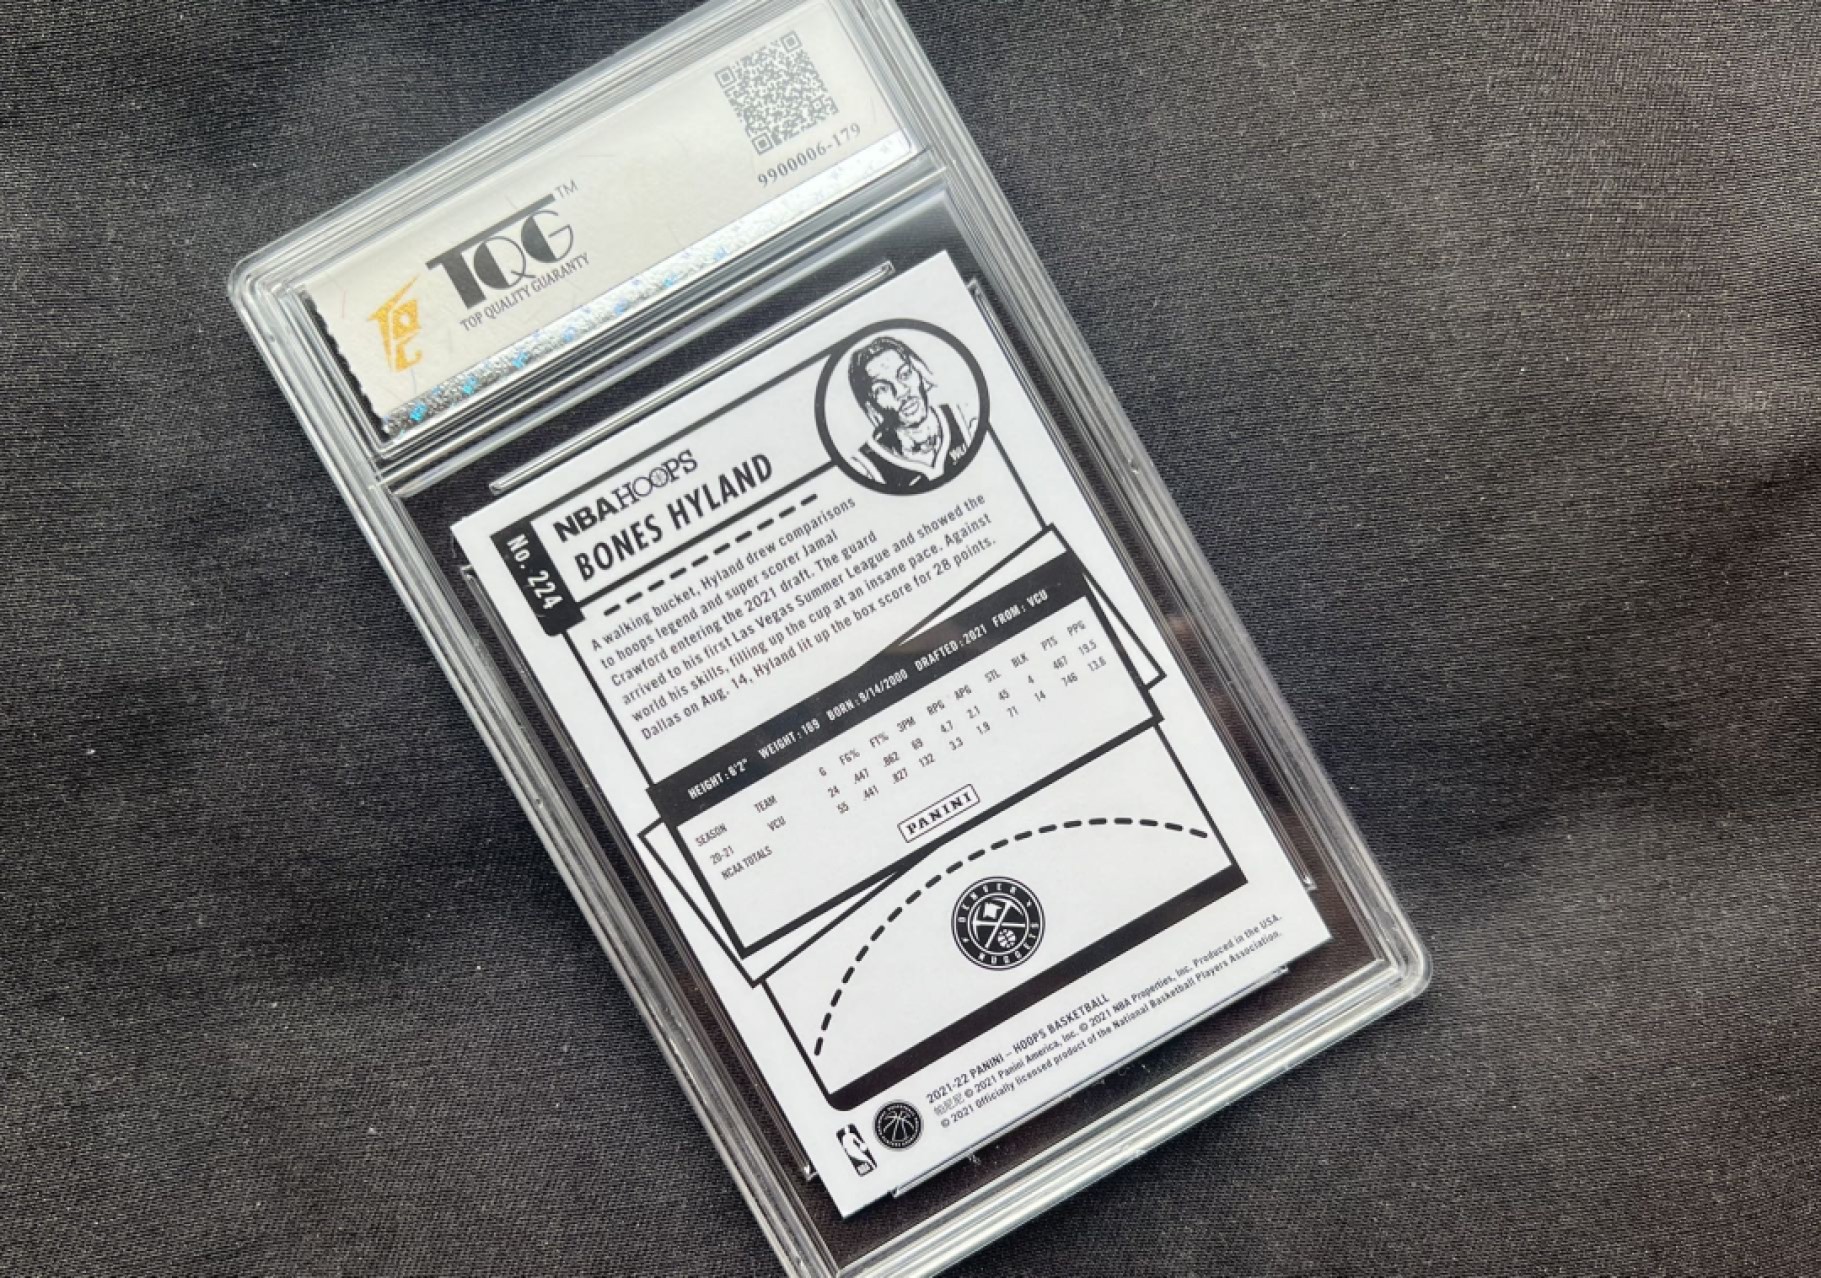 TQG™
TOP QUALITY GUARANTY
9900006-179
No. 224
NBA HOOPS
BONES HYLAND
A walking bucket, Hyland drew comparisons
to hoops legend and super scorer Jamal
Crawford entering the 2021 draft. The guard
arrived to his first Las Vegas Summer League and showed the
world his skills, filling up the cup at an insane pace. Against
Dallas on Aug. 14, Hyland lit up the box score for 28 points.
HEIGHT: 6'2" WEIGHT: 169 BORN: 9/14/2000 DRAFTED: 2021 FROM: VCU
SEASON TEAM G FG% FT% 3PM RPG APG STL BLK PTS PPG
20-21 VCU 24 .447 .862 69 4.7 2.1 45 4 467 19.5
NCAA TOTALS 55 .441 .827 132 3.3 1.9 71 14 746 13.6
PANINI
DENVER
NUGGETS
2021-22 PANINI – HOOPS BASKETBALL
帕尼尼 © 2021 Panini America, Inc. © 2021 NBA Properties, Inc. Produced in the USA.
© 2021 Officially licensed product of the National Basketball Players Association.